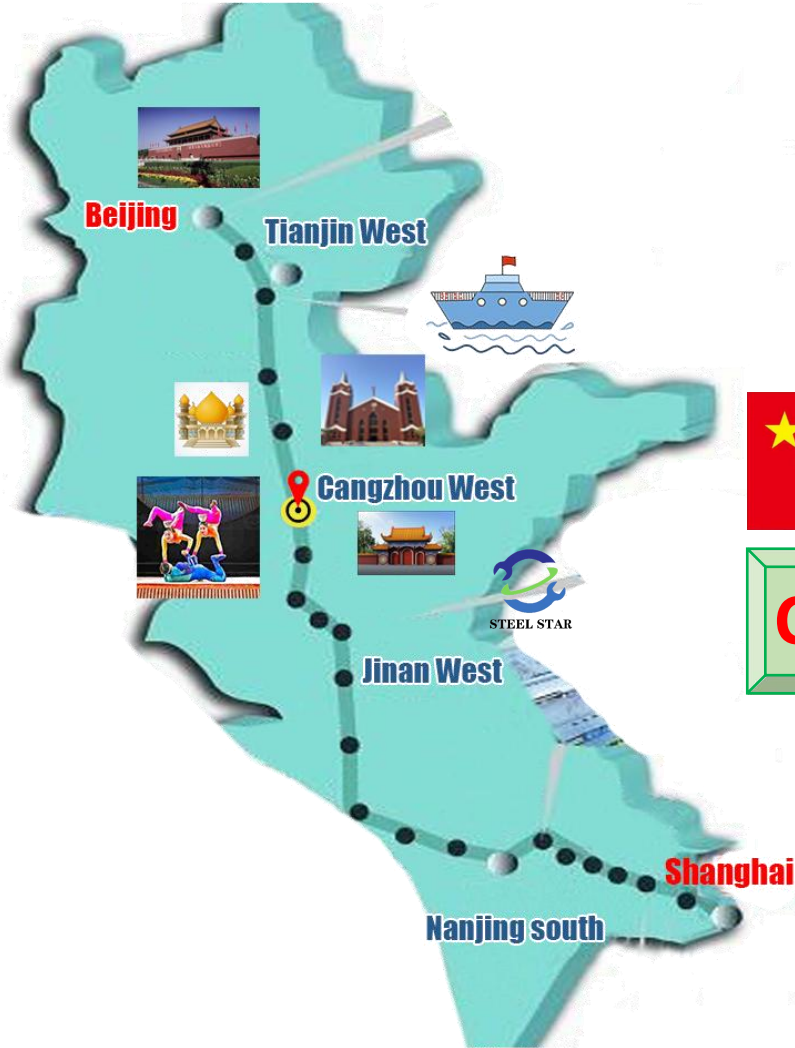 Beijing
Tianjin West
Cangzhou West
STEEL STAR
Jinan West
Shanghai
Nanjing south